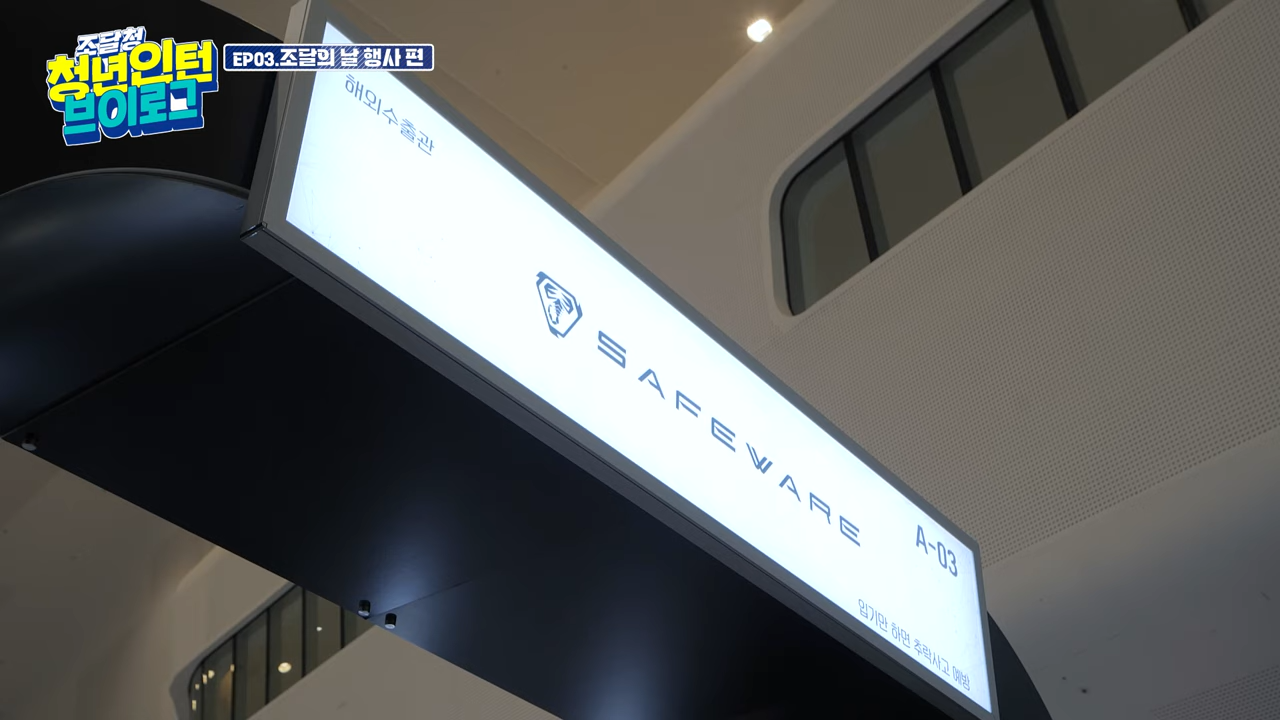 조달청
청년인턴
브이로그
EP03.조달의 날 행사 편
해외수출관
SAFEWARE
A-03
입기만 하면 추락사고 예방